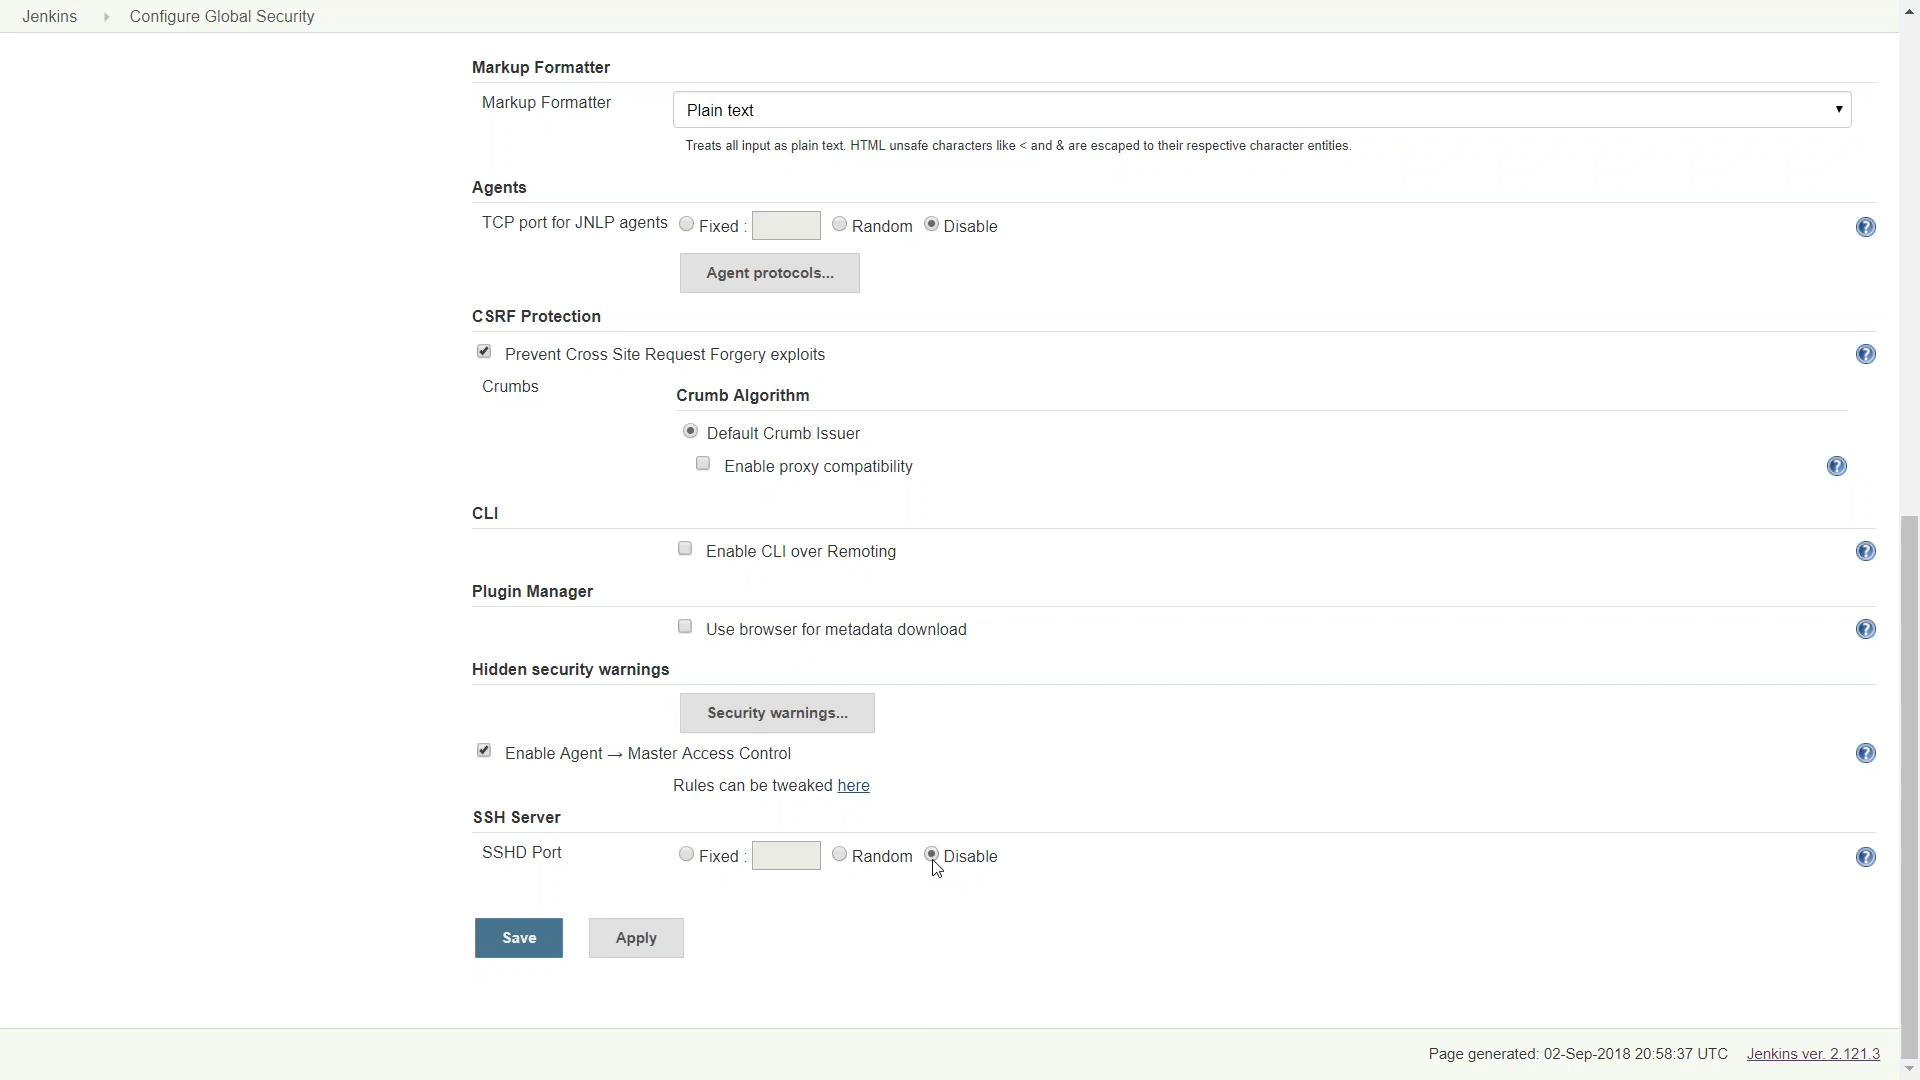 Jenkins Configure Global Security
Markup Formatter
Markup Formatter Plain text
Treats all input as plain text. HTML unsafe characters like < and & are escaped to their respective character entities.
Agents
TCP port for JNLP agents Fixed : Random Disable
Agent protocols...
CSRF Protection
Prevent Cross Site Request Forgery exploits
Crumbs
Crumb Algorithm
Default Crumb Issuer
Enable proxy compatibility
CLI
Enable CLI over Remoting
Plugin Manager
Use browser for metadata download
Hidden security warnings
Security warnings...
Enable Agent → Master Access Control
Rules can be tweaked here
SSH Server
SSHD Port Fixed : Random Disable
Save Apply
Page generated: 02-Sep-2018 20:58:37 UTC Jenkins ver. 2.121.3